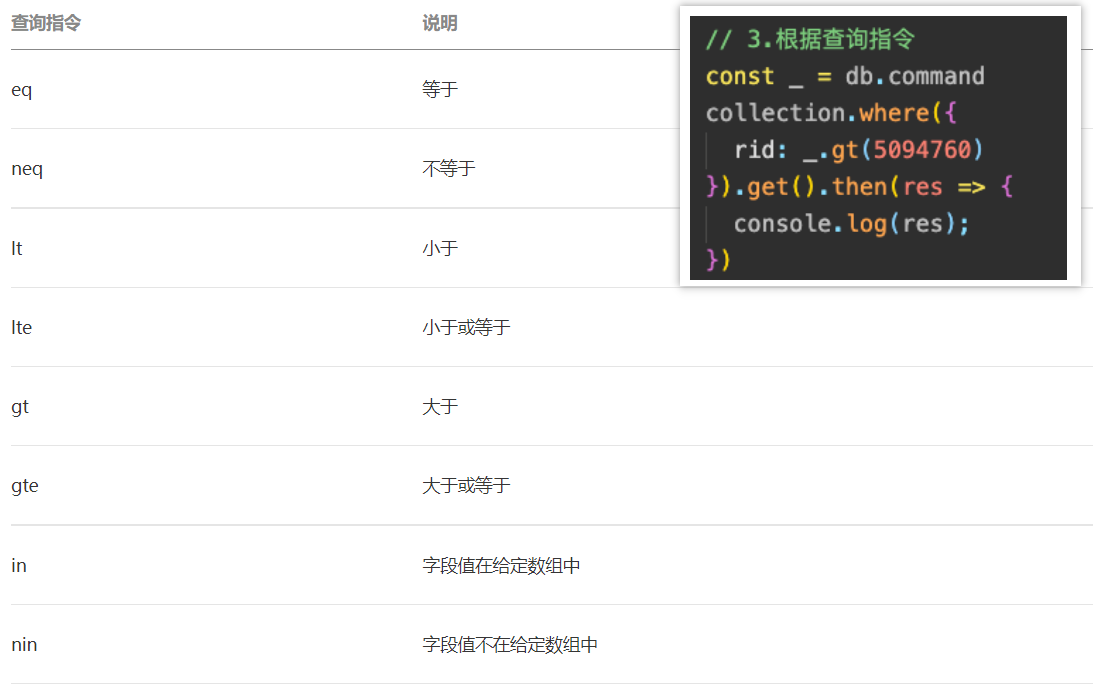 查询指令 说明
eq 等于
neq 不等于
lt 小于
lte 小于或等于
gt 大于
gte 大于或等于
in 字段值在给定数组中
nin 字段值不在给定数组中
// 3.根据查询指令
const _ = db.command
collection.where({
  rid: _.gt(5094760)
}).get().then(res => {
  console.log(res);
})